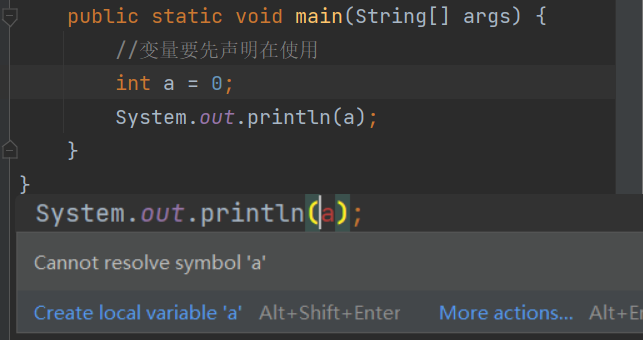 public static void main(String[] args) {
//变量要先声明在使用
int a = 0;
System.out.println(a);
}
}
System.out.println(a);
Cannot resolve symbol 'a'
Create local variable 'a' Alt+Shift+Enter More actions...